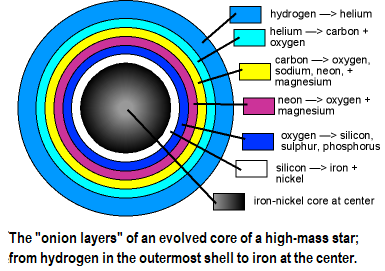 hydrogen —> helium
helium —> carbon +
oxygen
carbon —> oxygen,
sodium, neon, +
magnesium
neon —> oxygen +
magnesium
oxygen —> silicon,
sulphur, phosphorus
silicon —> iron +
nickel
iron-nickel core at center
The "onion layers" of an evolved core of a high-mass star;
from hydrogen in the outermost shell to iron at the center.